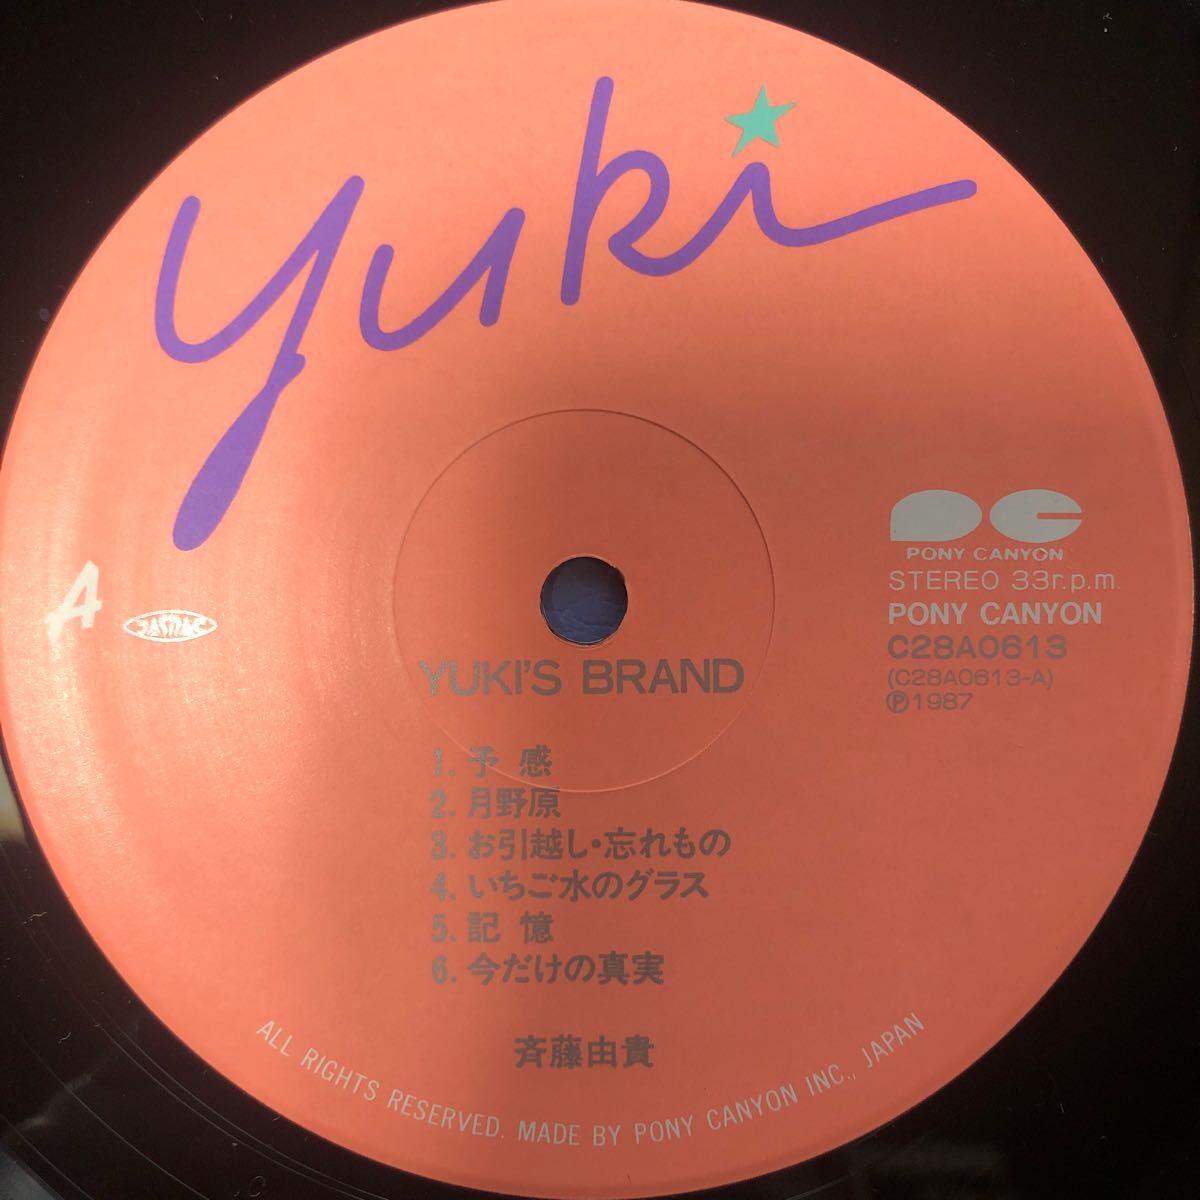 yuki
A
JASRAC
PONY CANYON
STEREO 33r.p.m.
PONY CANYON
C28A0613
(C28A0613-A)
Ⓟ1987
YUKI'S BRAND
1. 予 感
2. 月野原
3. お引越し・忘れもの
4. いちご水のグラス
5. 記 憶
6. 今だけの真実
斉藤由貴
ALL RIGHTS RESERVED. MADE BY PONY CANYON INC., JAPAN